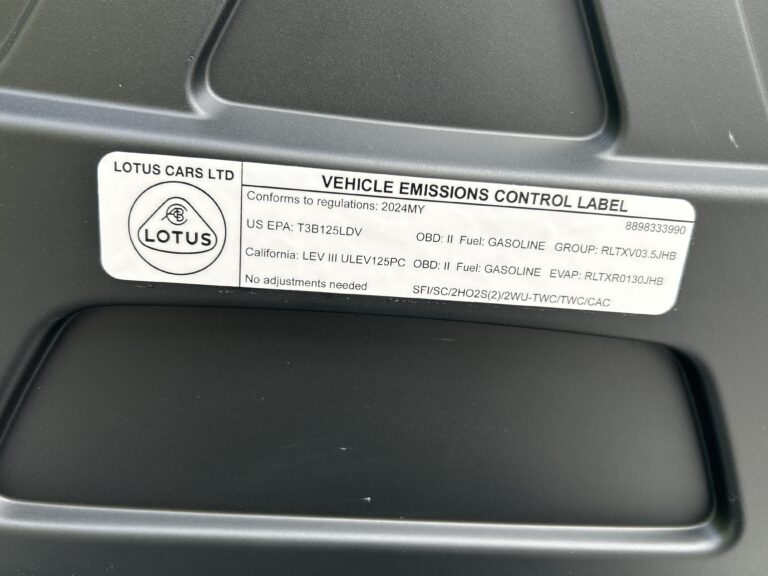 LOTUS CARS LTD
LOTUS
VEHICLE EMISSIONS CONTROL LABEL
Conforms to regulations: 2024MY
8898333990
US EPA: T3B125LDV OBD: II Fuel: GASOLINE GROUP: RLTXV03.5JHB
California: LEV III ULEV125PC OBD: II Fuel: GASOLINE EVAP: RLTXR0130JHB
No adjustments needed SFI/SC/2HO2S(2)/2WU-TWC/TWC/CAC